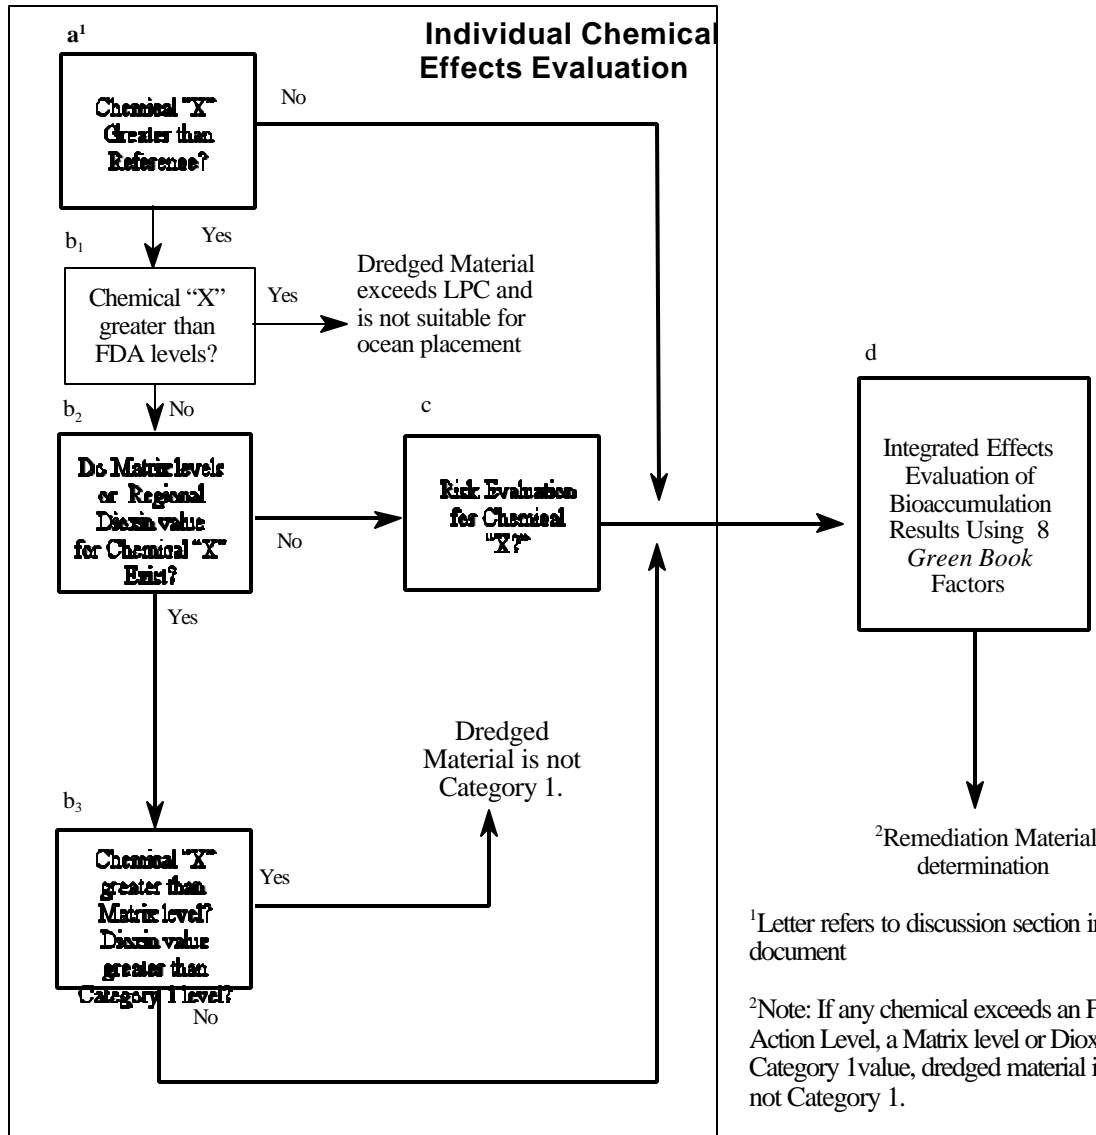 a¹
Individual Chemical
Effects Evaluation
Chemical "X"
Greater than
Reference?
No
Yes
b₁
Chemical “X”
greater than
FDA levels?
Yes
Dredged Material
exceeds LPC and
is not suitable for
ocean placement
No
b₂
Do Matrix levels
or Regional
Dioxin value
for Chemical "X"
Exist?
No
Yes
c
Risk Evaluation
for Chemical
"X?"
d
Integrated Effects
Evaluation of
Bioaccumulation
Results Using 8
Green Book
Factors
Dredged
Material is not
Category 1.
b₃
Chemical "X"
greater than
Matrix level?
Dioxin value
greater than
Category 1 level?
Yes
No
²Remediation Material
determination
¹Letter refers to discussion section in
document
²Note: If any chemical exceeds an F
Action Level, a Matrix level or Diox
Category 1value, dredged material i
not Category 1.